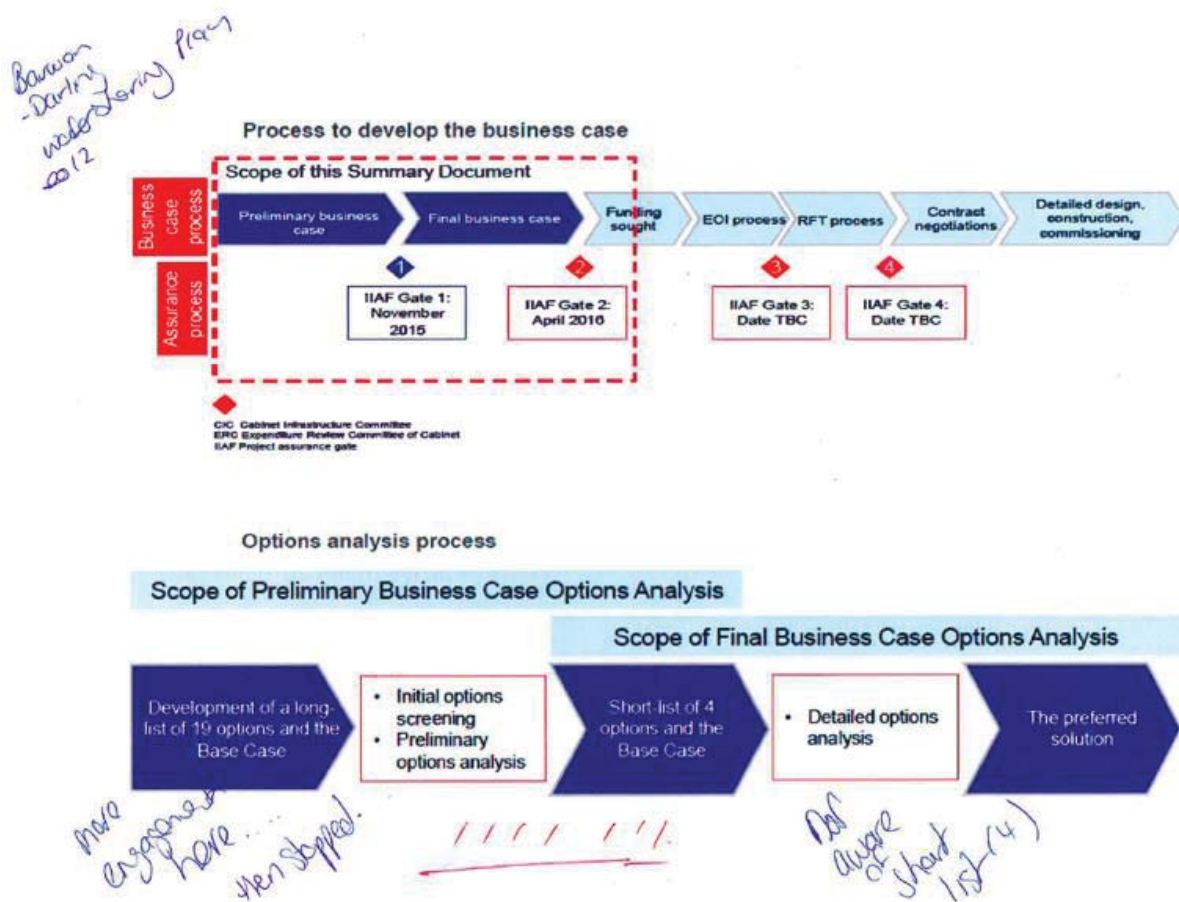 Barwon
-Darling
watersharing Plan
2012
Process to develop the business case
Scope of this Summary Document
Business
case
process
Preliminary business
case
Final business case
Funding
sought
EOI process
RFT process
Contract
negotiations
Detailed design,
construction,
commissioning
Assurance
process
1
2
3
4
IIAF Gate 1:
November
2015
IIAF Gate 2:
April 2016
IIAF Gate 3:
Date TBC
IIAF Gate 4:
Date TBC
CIC Cabinet Infrastructure Committee
ERC Expenditure Review Committee of Cabinet
IIAF Project assurance gate
Options analysis process
Scope of Preliminary Business Case Options Analysis
Scope of Final Business Case Options Analysis
Development of a long-
list of 19 options and the
Base Case
• Initial options
screening
• Preliminary
options analysis
Short-list of 4
options and the
Base Case
• Detailed options
analysis
The preferred
solution
more
engagement
here....
then stopped.
Not
aware
of
short
list (4)